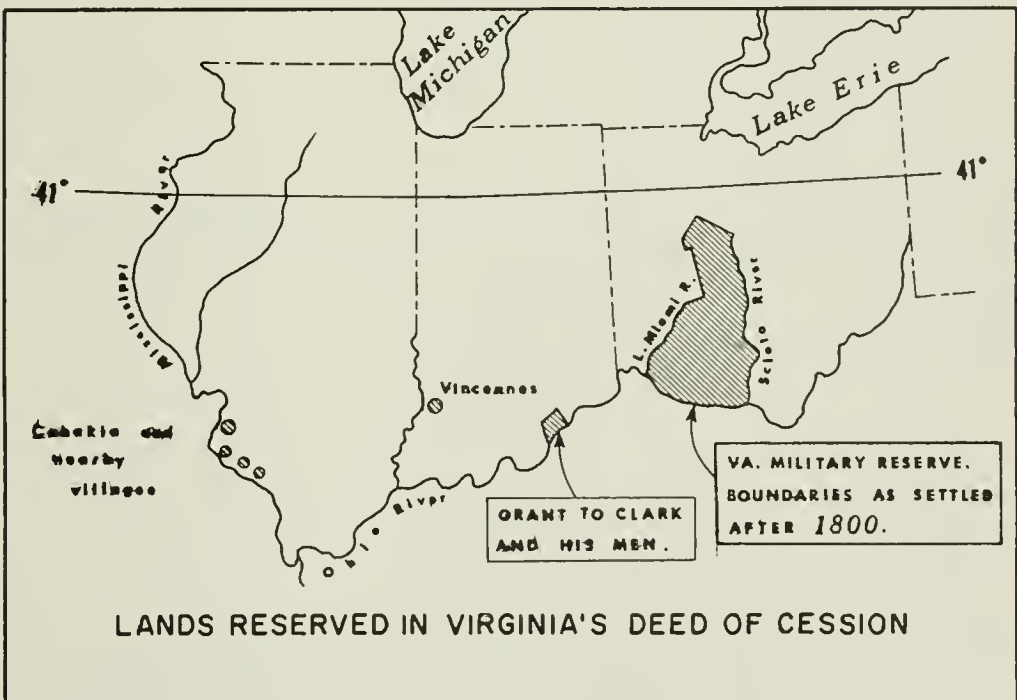 Lake
Michigan
Lake Erie
41°
41°
River
Mississippi
L. Miami R.
Scioto River
Vincennes
Cahokia and
Nearby
villages
Ohio River
GRANT TO CLARK
AND HIS MEN.
VA. MILITARY RESERVE.
BOUNDARIES AS SETTLED
AFTER 1800.
LANDS RESERVED IN VIRGINIA'S DEED OF CESSION